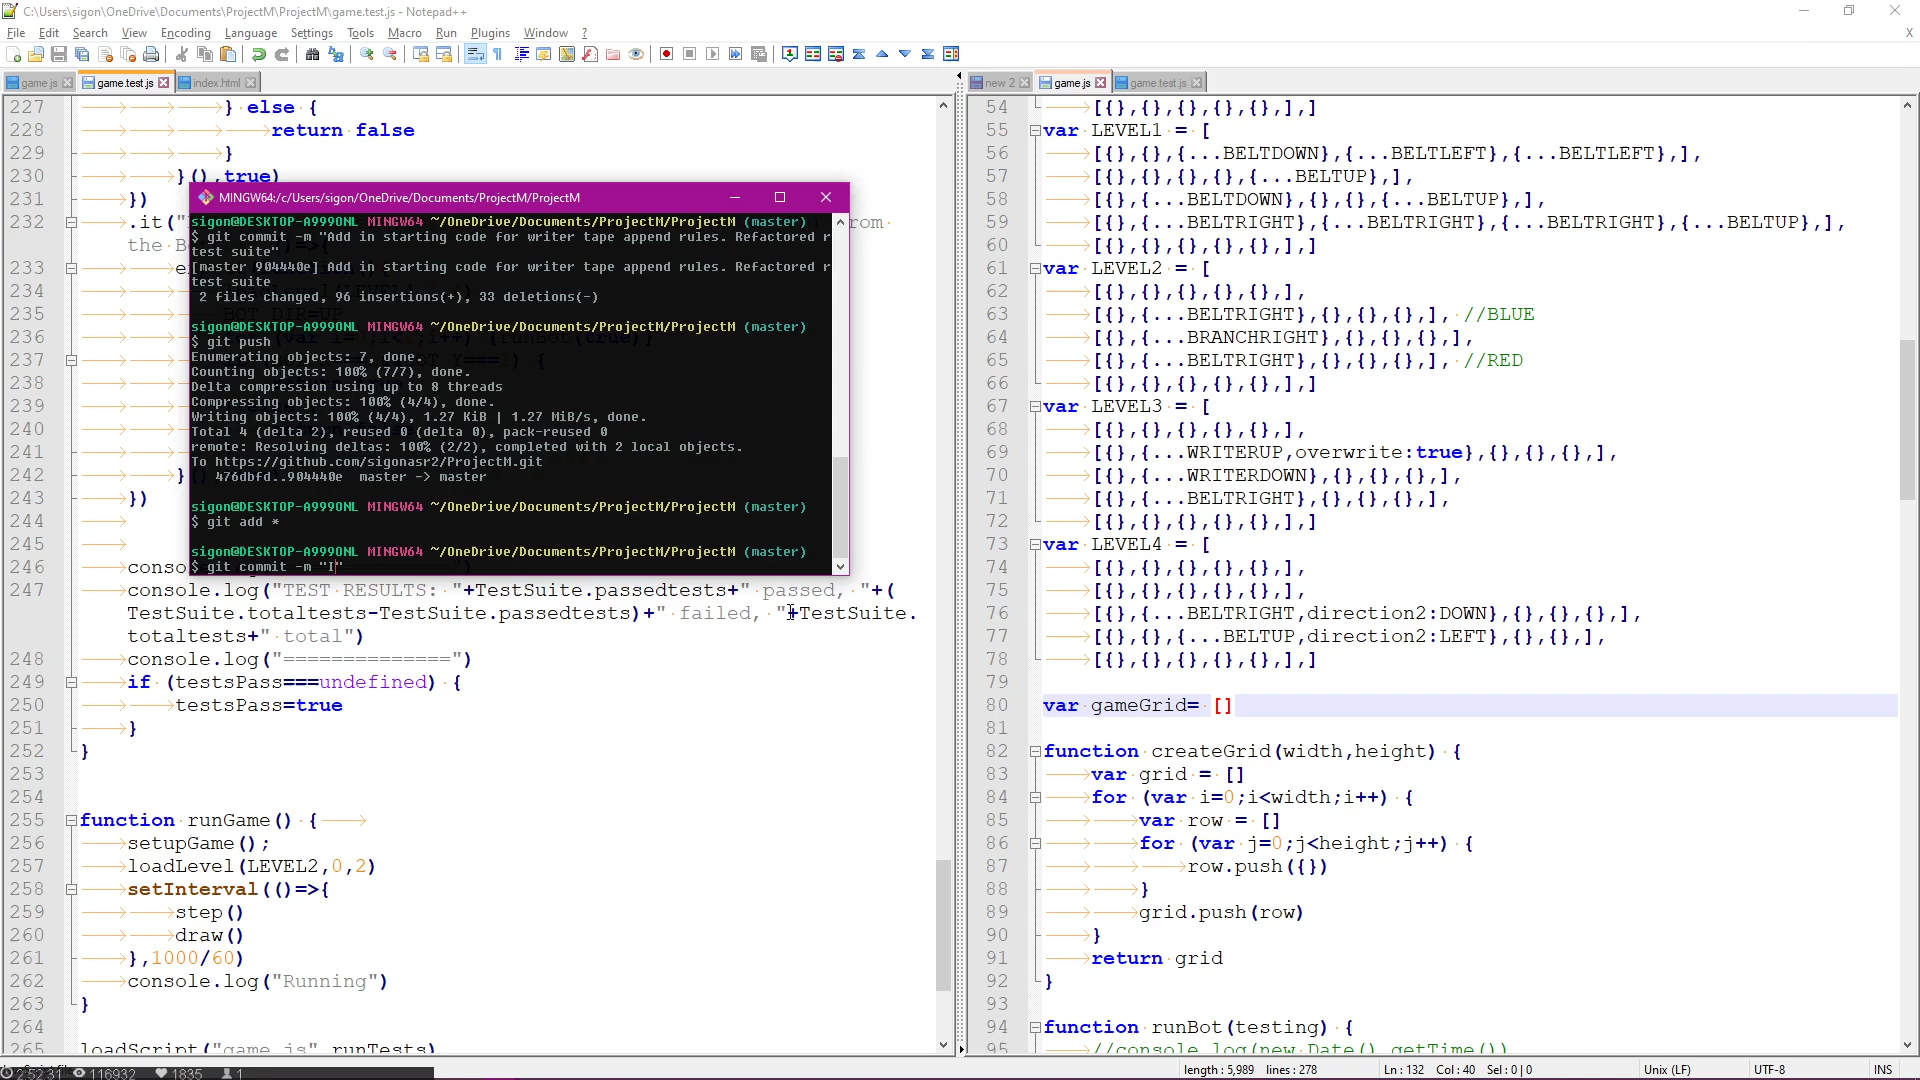 C:\Users\sigon\OneDrive\Documents\ProjectM\ProjectM\game.test.js - Notepad++
File Edit Search View Encoding Language Settings Tools Macro Run Plugins Window ?
game.js game.test.js index.html
227 } else {
228 return false
229 }
230 }(),true)
231 })
232 .it("
the B
233 e
234
235
236
237
238
239
240
241
242 }
243 })
244
245
246 conso
247 console.log("TEST RESULTS: "+TestSuite.passedtests+" passed, "+(
TestSuite.totaltests-TestSuite.passedtests)+" failed, "+TestSuite.
totaltests+" total")
248 console.log("==============")
249 if (testsPass===undefined) {
250 testsPass=true
251 }
252 }
253
254
255 function runGame() {
256 setupGame();
257 loadLevel(LEVEL2,0,2)
258 setInterval(()=>{
259 step()
260 draw()
261 },1000/60)
262 console.log("Running")
263 }
264
265 loadScript("game.js",runTests)
MINGW64:/c/Users/sigon/OneDrive/Documents/ProjectM/ProjectM
sigon@DESKTOP-A999ONL MINGW64 ~/OneDrive/Documents/ProjectM/ProjectM (master)
$ git commit -m "Add in starting code for writer tape append rules. Refactored r
test suite"
[master 904440e] Add in starting code for writer tape append rules. Refactored r
test suite
2 files changed, 96 insertions(+), 33 deletions(-)
sigon@DESKTOP-A999ONL MINGW64 ~/OneDrive/Documents/ProjectM/ProjectM (master)
$ git push
Enumerating objects: 7, done.
Counting objects: 100% (7/7), done.
Delta compression using up to 8 threads
Compressing objects: 100% (4/4), done.
Writing objects: 100% (4/4), 1.27 KiB | 1.27 MiB/s, done.
Total 4 (delta 2), reused 0 (delta 0), pack-reused 0
remote: Resolving deltas: 100% (2/2), completed with 2 local objects.
To https://github.com/sigonasr2/ProjectM.git
476dbfd..904440e master -> master
sigon@DESKTOP-A999ONL MINGW64 ~/OneDrive/Documents/ProjectM/ProjectM (master)
$ git add *
sigon@DESKTOP-A999ONL MINGW64 ~/OneDrive/Documents/ProjectM/ProjectM (master)
$ git commit -m "I"
new 2 game.js game.test.js
54 [{},{},{},{},{},],]
55 var LEVEL1 = [
56 [{},{},{...BELTDOWN},{...BELTLEFT},{...BELTLEFT},],
57 [{},{},{},{},{...BELTUP},],
58 [{},{...BELTDOWN},{},{},{...BELTUP},],
59 [{},{...BELTRIGHT},{...BELTRIGHT},{...BELTRIGHT},{...BELTUP},],
60 [{},{},{},{},{},],]
61 var LEVEL2 = [
62 [{},{},{},{},{},],
63 [{},{...BELTRIGHT},{},{},{},], //BLUE
64 [{},{...BRANCHRIGHT},{},{},{},],
65 [{},{...BELTRIGHT},{},{},{},], //RED
66 [{},{},{},{},{},],]
67 var LEVEL3 = [
68 [{},{},{},{},{},],
69 [{},{...WRITERUP,overwrite:true},{},{},{},],
70 [{},{...WRITERDOWN},{},{},{},],
71 [{},{...BELTRIGHT},{},{},{},],
72 [{},{},{},{},{},],]
73 var LEVEL4 = [
74 [{},{},{},{},{},],
75 [{},{},{},{},{},],
76 [{},{...BELTRIGHT,direction2:DOWN},{},{},{},],
77 [{},{},{...BELTUP,direction2:LEFT},{},{},],
78 [{},{},{},{},{},],]
79
80 var gameGrid= []
81
82 function createGrid(width,height) {
83 var grid = []
84 for (var i=0;i<width;i++) {
85 var row = []
86 for (var j=0;j<height;j++) {
87 row.push({})
88 }
89 grid.push(row)
90 }
91 return grid
92 }
93
94 function runBot(testing) {
95 //console.log(new Date().getTime())
2:52:31 116932 1835 1
length : 5,989 lines : 278 Ln : 132 Col : 40 Sel : 0 | 0 Unix (LF) UTF-8 INS